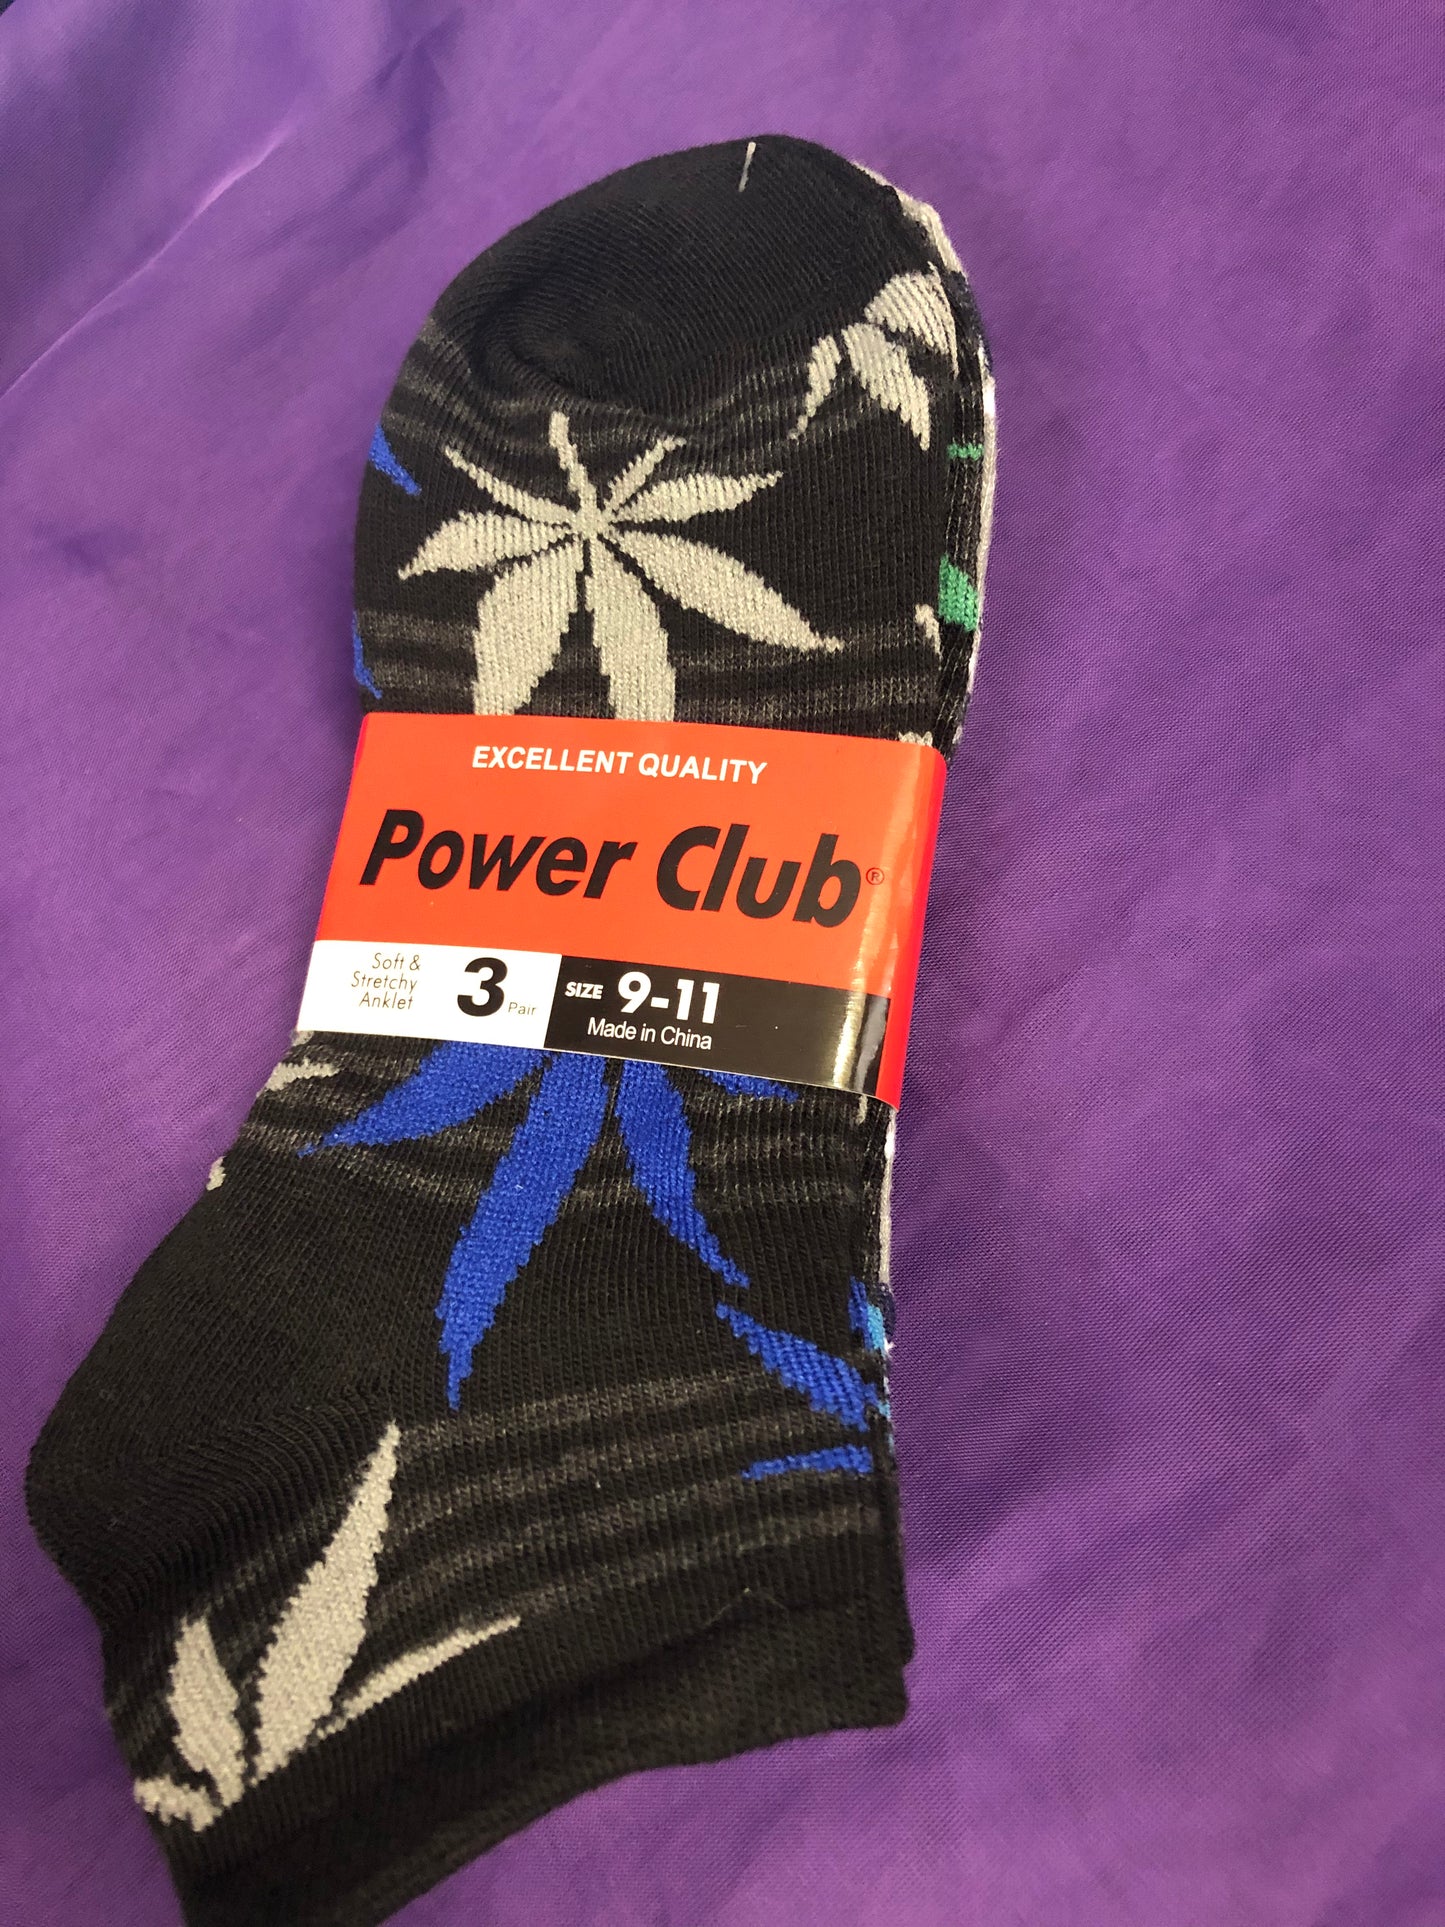 EXCELLENT QUALITY
Power Club®
Soft &
Stretchy
Anklet
3 Pair
SIZE 9-11
Made in China